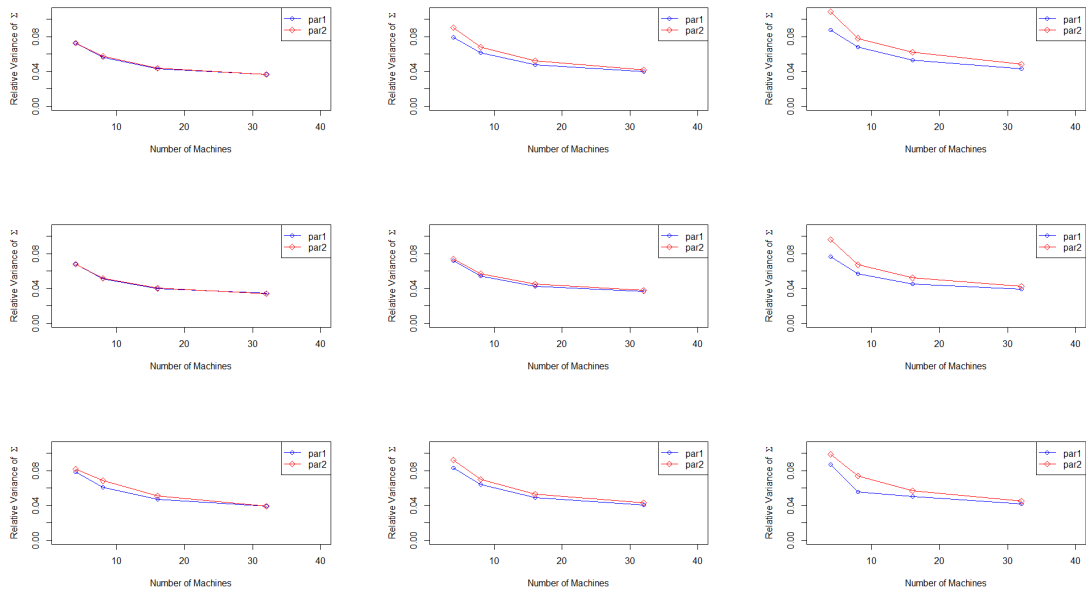 par1 par1 par1
par2 par2 par2
Relative Variance of Σ Relative Variance of Σ Relative Variance of Σ
0.08 0.08 0.08
0.04 0.04 0.04
0.00 0.00 0.00
10 20 30 40 10 20 30 40 10 20 30 40
Number of Machines Number of Machines Number of Machines
par1 par1 par1
par2 par2 par2
Relative Variance of Σ Relative Variance of Σ Relative Variance of Σ
0.08 0.08 0.08
0.04 0.04 0.04
0.00 0.00 0.00
10 20 30 40 10 20 30 40 10 20 30 40
Number of Machines Number of Machines Number of Machines
par1 par1 par1
par2 par2 par2
Relative Variance of Σ Relative Variance of Σ Relative Variance of Σ
0.08 0.08 0.08
0.04 0.04 0.04
0.00 0.00 0.00
10 20 30 40 10 20 30 40 10 20 30 40
Number of Machines Number of Machines Number of Machines